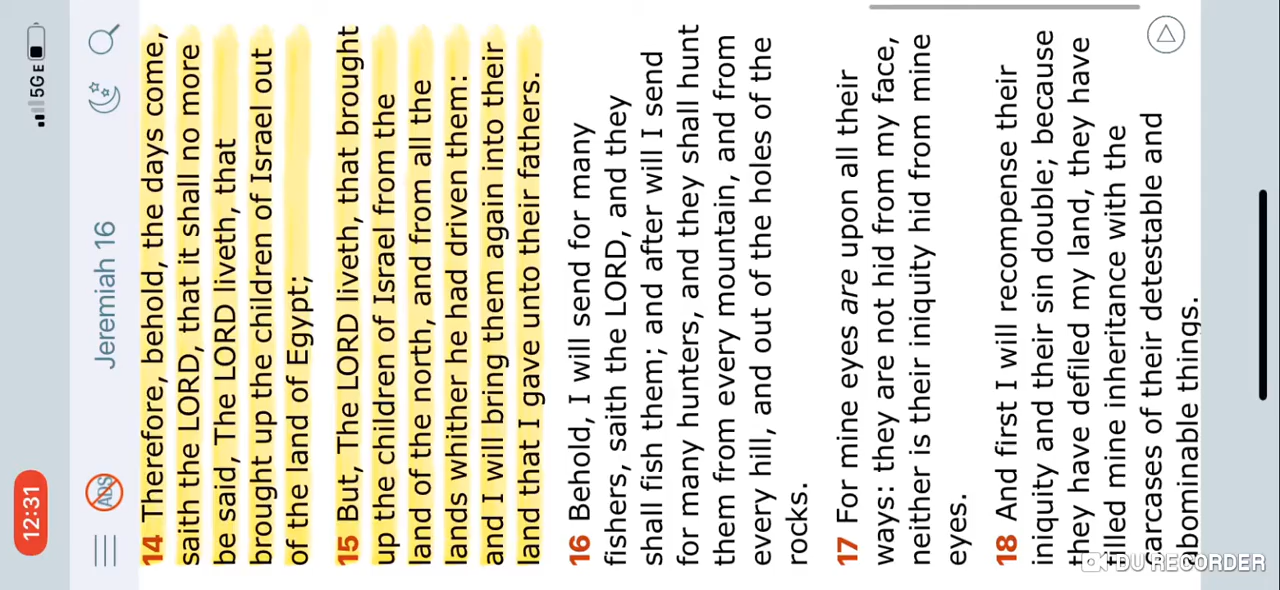 12:31
5GE
ADS
Jeremiah 16
14 Therefore, behold, the days come,
saith the LORD, that it shall no more
be said, The LORD liveth, that
brought up the children of Israel out
of the land of Egypt;
15 But, The LORD liveth, that brought
up the children of Israel from the
land of the north, and from all the
lands whither he had driven them:
and I will bring them again into their
land that I gave unto their fathers.
16 Behold, I will send for many
fishers, saith the LORD, and they
shall fish them; and after will I send
for many hunters, and they shall hunt
them from every mountain, and from
every hill, and out of the holes of the
rocks.
17 For mine eyes are upon all their
ways: they are not hid from my face,
neither is their iniquity hid from mine
eyes.
18 And first I will recompense their
iniquity and their sin double; because
they have defiled my land, they have
filled mine inheritance with the
carcases of their detestable and
abominable things.
DU RECORDER